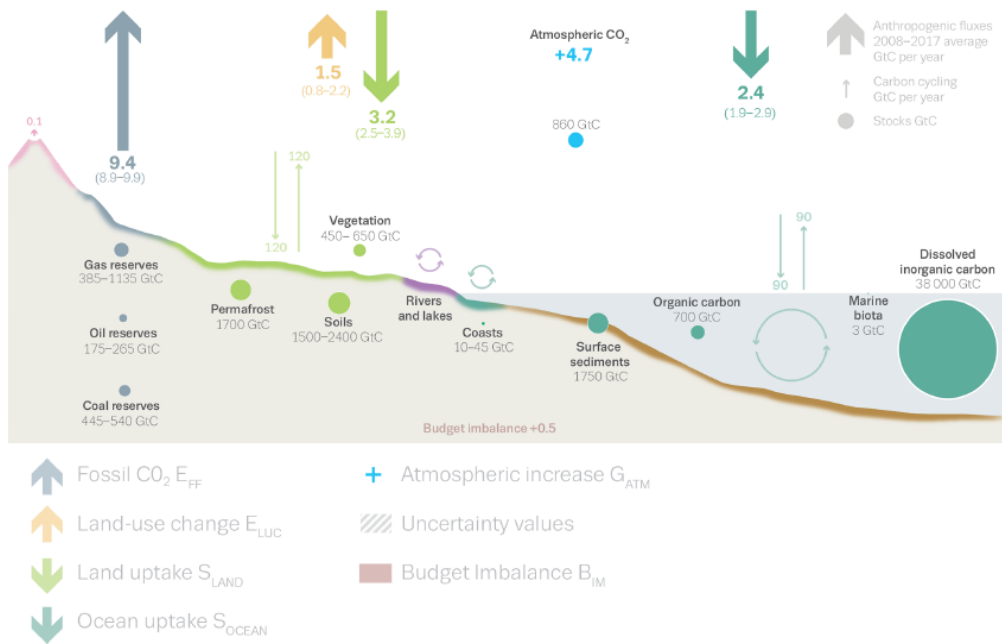 Atmospheric CO₂
+4.7
860 GtC
Anthropogenic fluxes
2008–2017 average
GtC per year
Carbon cycling
GtC per year
Stocks GtC
0.1
9.4
(8.9–9.9)
1.5
(0.8–2.2)
3.2
(2.5–3.9)
2.4
(1.9–2.9)
120
120
90
90
Gas reserves
385–1135 GtC
Oil reserves
175–265 GtC
Coal reserves
445–540 GtC
Permafrost
1700 GtC
Vegetation
450– 650 GtC
Soils
1500–2400 GtC
Rivers
and lakes
Coasts
10–45 GtC
Surface
sediments
1750 GtC
Organic carbon
700 GtC
Marine
biota
3 GtC
Dissolved
inorganic carbon
38 000 GtC
Budget imbalance +0.5
Fossil CO₂ E_FF
Land-use change E_LUC
Land uptake S_LAND
Ocean uptake S_OCEAN
+ Atmospheric increase G_ATM
Uncertainty values
Budget Imbalance B_IM